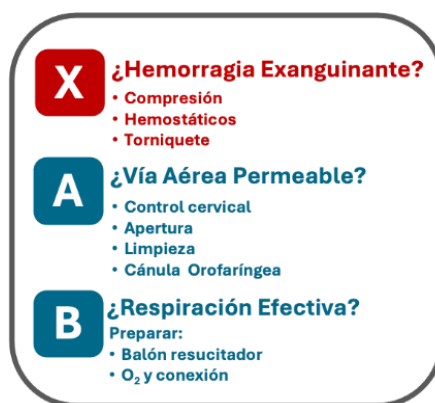 X
¿Hemorragia Exanguinante?
• Compresión
• Hemostáticos
• Torniquete
A
¿Vía Aérea Permeable?
• Control cervical
• Apertura
• Limpieza
• Cánula Orofaríngea
B
¿Respiración Efectiva?
Preparar:
• Balón resucitador
• O₂ y conexión